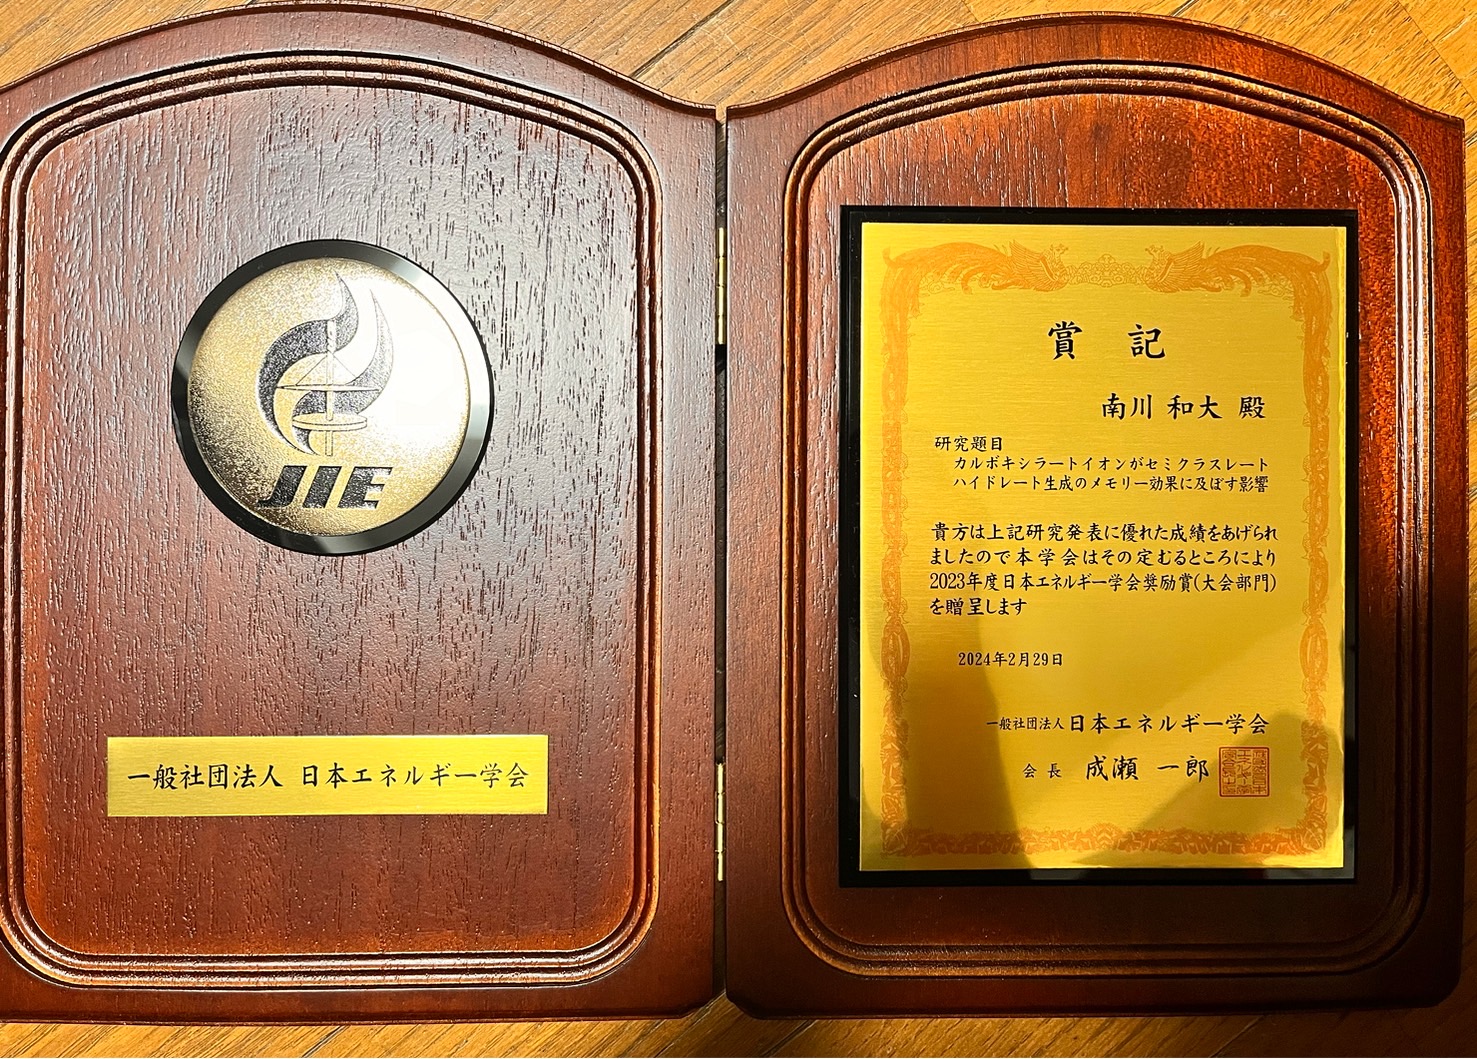 JIE
一般社団法人 日本エネルギー学会
賞 記
南川 和大 殿
研究題目
カルボキシラートイオンがセミクラスレート
ハイドレート生成のメモリー効果に及ぼす影響
貴方は上記研究発表に優れた成績をあげられ
ましたので本学会はその定むるところにより
2023年度日本エネルギー学会奨励賞(大会部門)
を贈呈します
2024年2月29日
一般社団法人日本エネルギー学会
会 長 成瀬 一郎